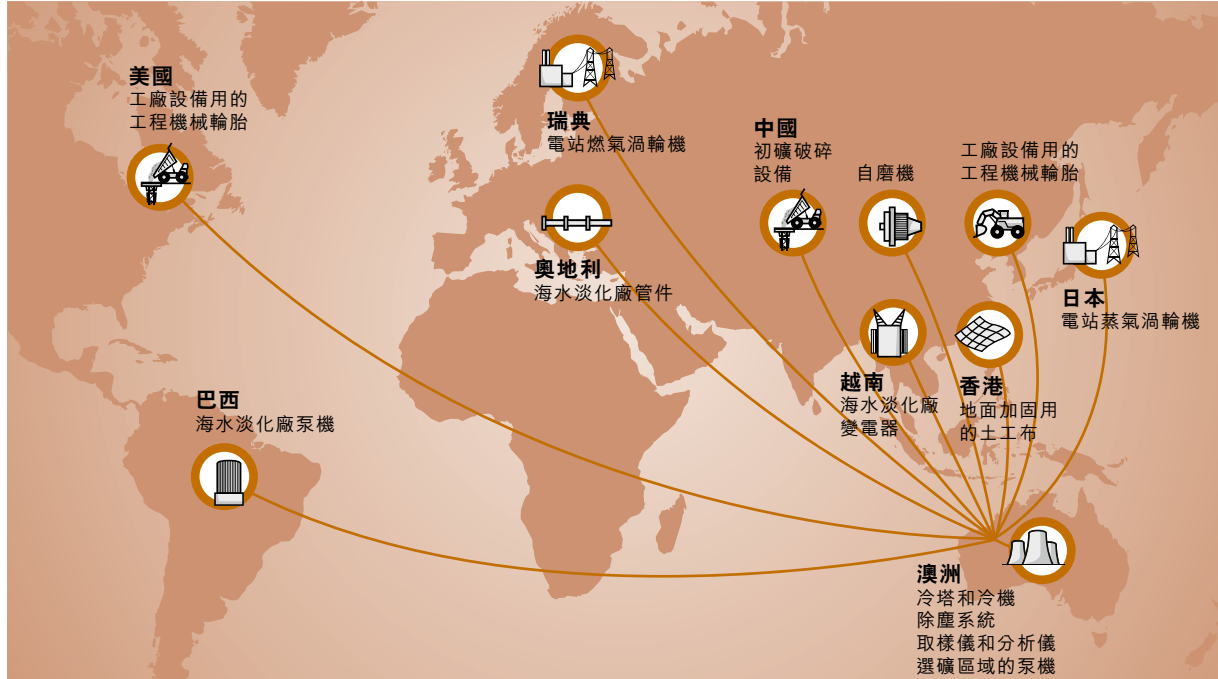 美國
工廠設備用的
工程機械輪胎
瑞典
電站燃氣渦輪機
中國
初礦破碎
設備
自磨機
工廠設備用的
工程機械輪胎
奧地利
海水淡化廠管件
日本
電站蒸氣渦輪機
越南
海水淡化廠
變電器
香港
地面加固用
的土工布
巴西
海水淡化廠泵機
澳洲
冷塔和冷機
除塵系統
取樣儀和分析儀
選礦區域的泵機